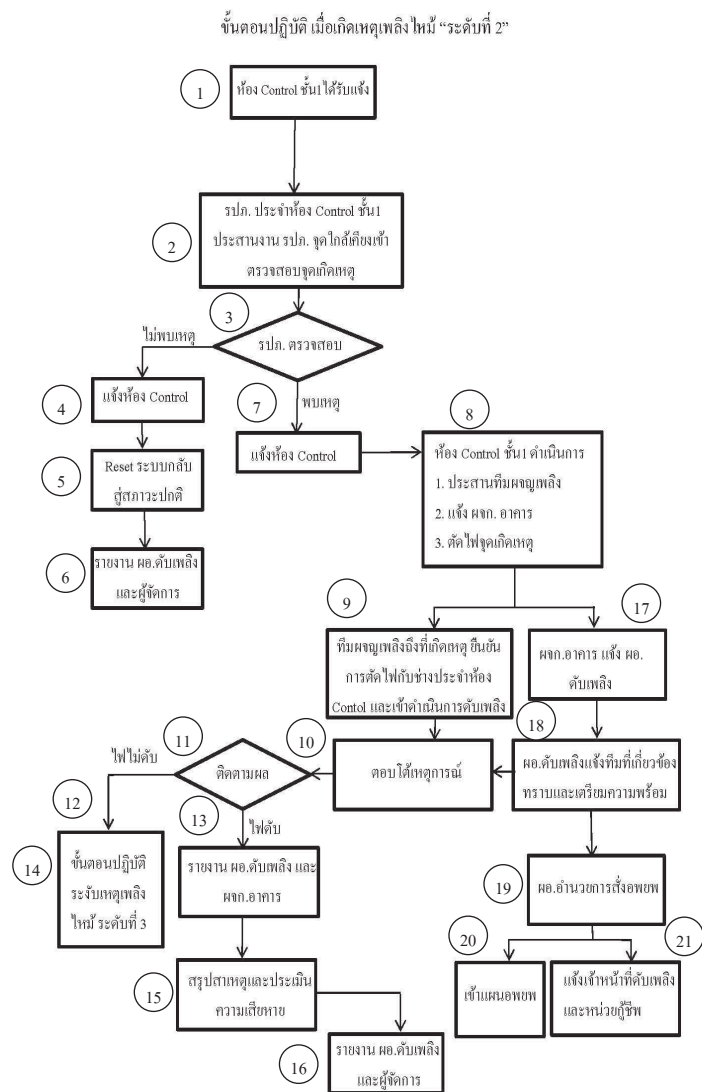 ขั้นตอนปฏิบัติ เมื่อเกิดเหตุเพลิงไหม้ “ระดับที่ 2”
1
ห้อง Control ชั้น1ได้รับแจ้ง
2
รปภ. ประจำห้อง Control ชั้น1
ประสานงาน รปภ. จุดใกล้เคียงเข้า
ตรวจสอบจุดเกิดเหตุ
3
รปภ. ตรวจสอบ
ไม่พบเหตุ
4
แจ้งห้อง Control
5
Reset ระบบกลับ
สู่สภาวะปกติ
6
รายงาน ผอ.ดับเพลิง
และผู้จัดการ
7
พบเหตุ
แจ้งห้อง Control
8
ห้อง Control ชั้น1 ดำเนินการ
1. ประสานทีมผจญเพลิง
2. แจ้ง ผจก. อาคาร
3. ตัดไฟจุดเกิดเหตุ
9
ทีมผจญเพลิงถึงที่เกิดเหตุ ยืนยัน
การตัดไฟกับช่างประจำห้อง
Contol และเข้าดำเนินการดับเพลิง
17
ผจก.อาคาร แจ้ง ผอ.
ดับเพลิง
18
ผอ.ดับเพลิงแจ้งทีมที่เกี่ยวข้อง
ทราบและเตรียมความพร้อม
10
ตอบโต้เหตุการณ์
11
ติดตามผล
ไฟไม่ดับ
12
14
ขั้นตอนปฏิบัติ
ระงับเหตุเพลิง
ไหม้ ระดับที่ 3
13
ไฟดับ
รายงาน ผอ.ดับเพลิง และ
ผจก.อาคาร
15
สรุปสาเหตุและประเมิน
ความเสียหาย
16
รายงาน ผอ.ดับเพลิง
และผู้จัดการ
19
ผอ.อำนวยการสั่งอพยพ
20
เข้าแผนอพยพ
21
แจ้งเจ้าหน้าที่ดับเพลิง
และหน่วยกู้ชีพ